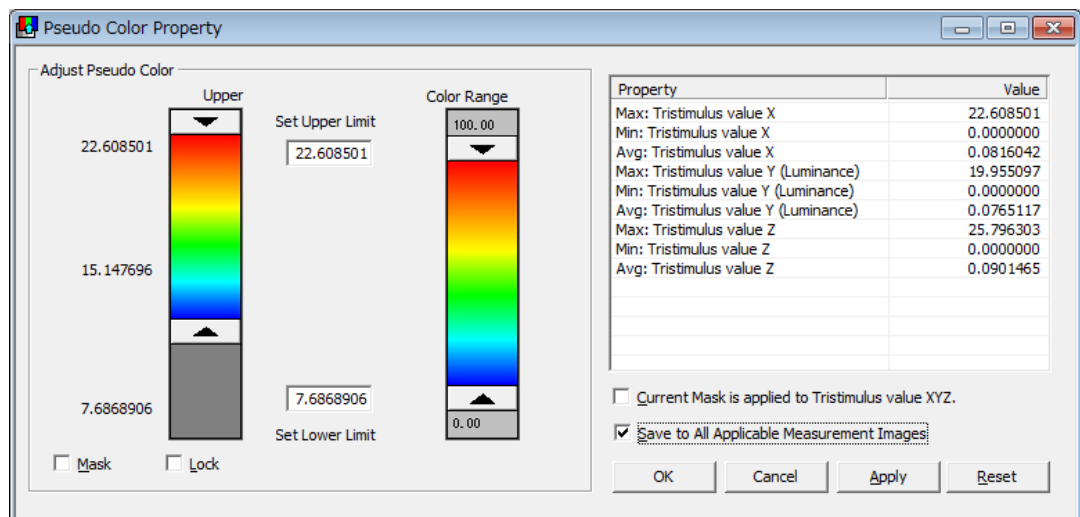 Pseudo Color Property
Adjust Pseudo Color
Upper
Color Range
22.608501
Set Upper Limit
22.608501
100.00
15.147696
7.6868906
7.6868906
Set Lower Limit
0.00
Mask
Lock
Property Value
Max: Tristimulus value X 22.608501
Min: Tristimulus value X 0.0000000
Avg: Tristimulus value X 0.0816042
Max: Tristimulus value Y (Luminance) 19.955097
Min: Tristimulus value Y (Luminance) 0.0000000
Avg: Tristimulus value Y (Luminance) 0.0765117
Max: Tristimulus value Z 25.796303
Min: Tristimulus value Z 0.0000000
Avg: Tristimulus value Z 0.0901465
Current Mask is applied to Tristimulus value XYZ.
Save to All Applicable Measurement Images
OK Cancel Apply Reset